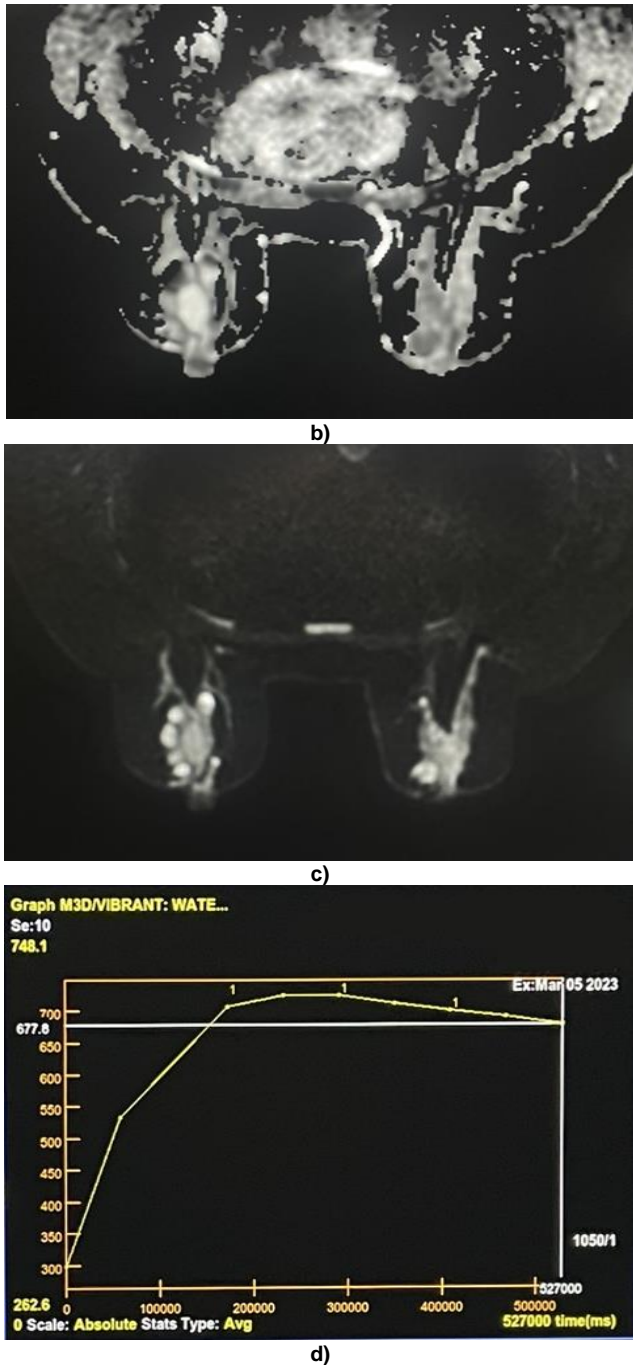 b)
c)
Graph M3D/VIBRANT: WATE...
Se:10
748.1
Ex:Mar 05 2023
1 1 1
700
677.8
650
600
550
500
450
400
350
1050/1
300
527000
262.6
0 100000 200000 300000 400000 500000
0 Scale: Absolute Stats Type: Avg 527000 time(ms)
d)